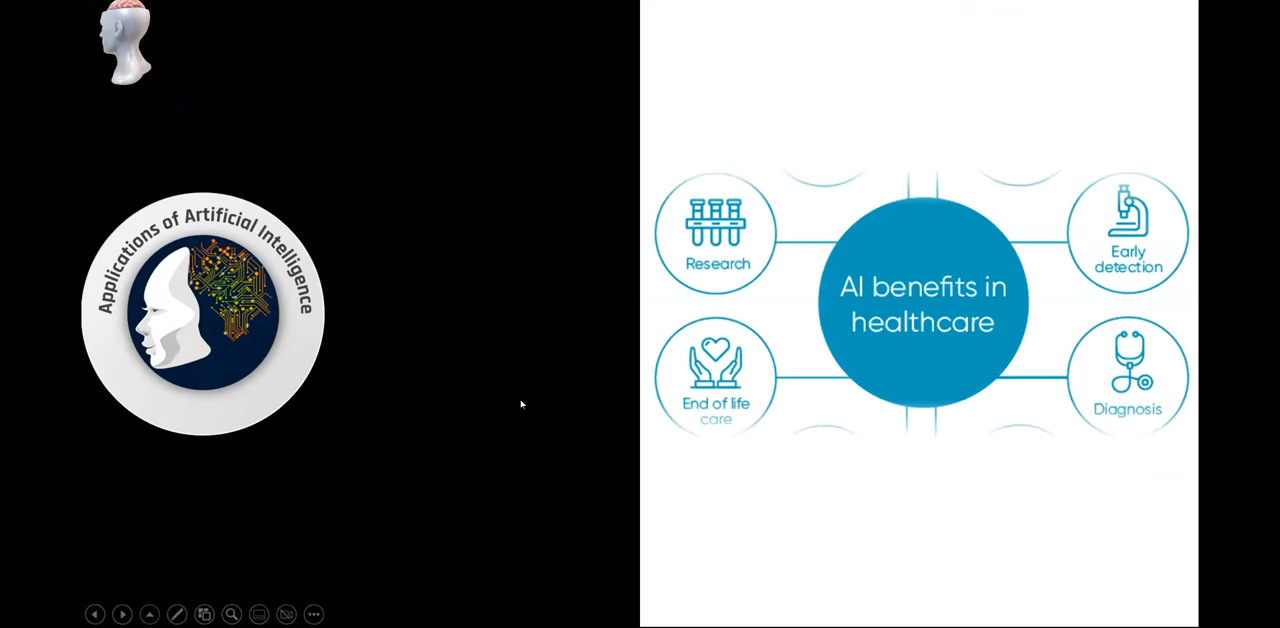 Applications of Artificial Intelligence
Research
End of life
care
AI benefits in
healthcare
Early
detection
Diagnosis